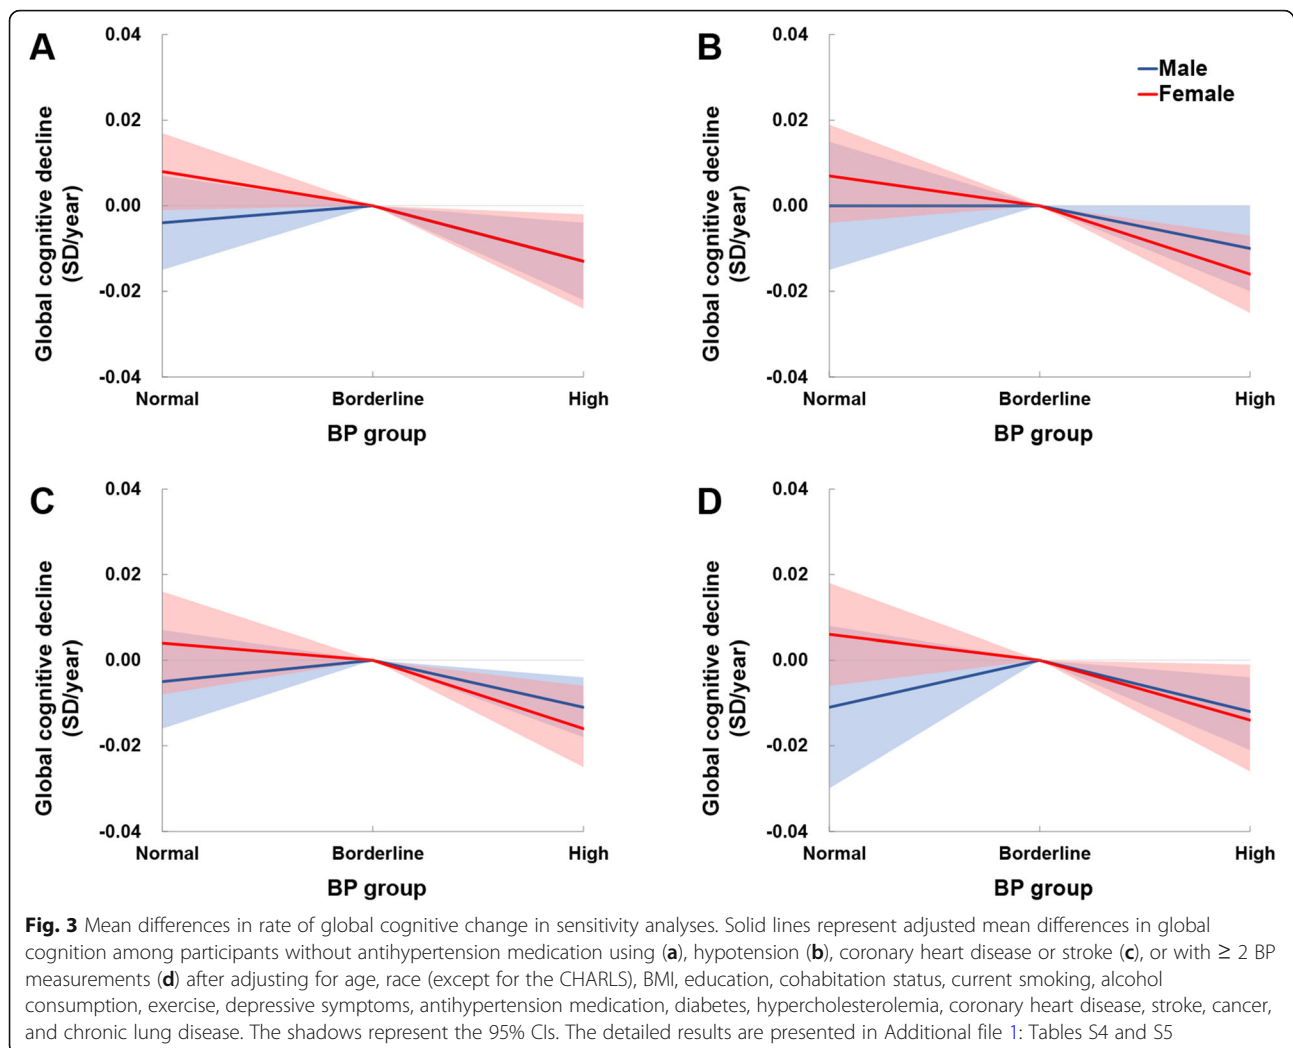 A
0.04
0.02
0.00
-0.02
-0.04
Global cognitive decline
(SD/year)
Normal
Borderline
High
BP group
B
Male
Female
0.04
0.02
0.00
-0.02
-0.04
Global cognitive decline
(SD/year)
Normal
Borderline
High
BP group
C
0.04
0.02
0.00
-0.02
-0.04
Global cognitive decline
(SD/year)
Normal
Borderline
High
BP group
D
0.04
0.02
0.00
-0.02
-0.04
Global cognitive decline
(SD/year)
Normal
Borderline
High
BP group
Fig. 3 Mean differences in rate of global cognitive change in sensitivity analyses. Solid lines represent adjusted mean differences in global
cognition among participants without antihypertension medication using (a), hypotension (b), coronary heart disease or stroke (c), or with ≥ 2 BP
measurements (d) after adjusting for age, race (except for the CHARLS), BMI, education, cohabitation status, current smoking, alcohol
consumption, exercise, depressive symptoms, antihypertension medication, diabetes, hypercholesterolemia, coronary heart disease, stroke, cancer,
and chronic lung disease. The shadows represent the 95% CIs. The detailed results are presented in Additional file 1: Tables S4 and S5